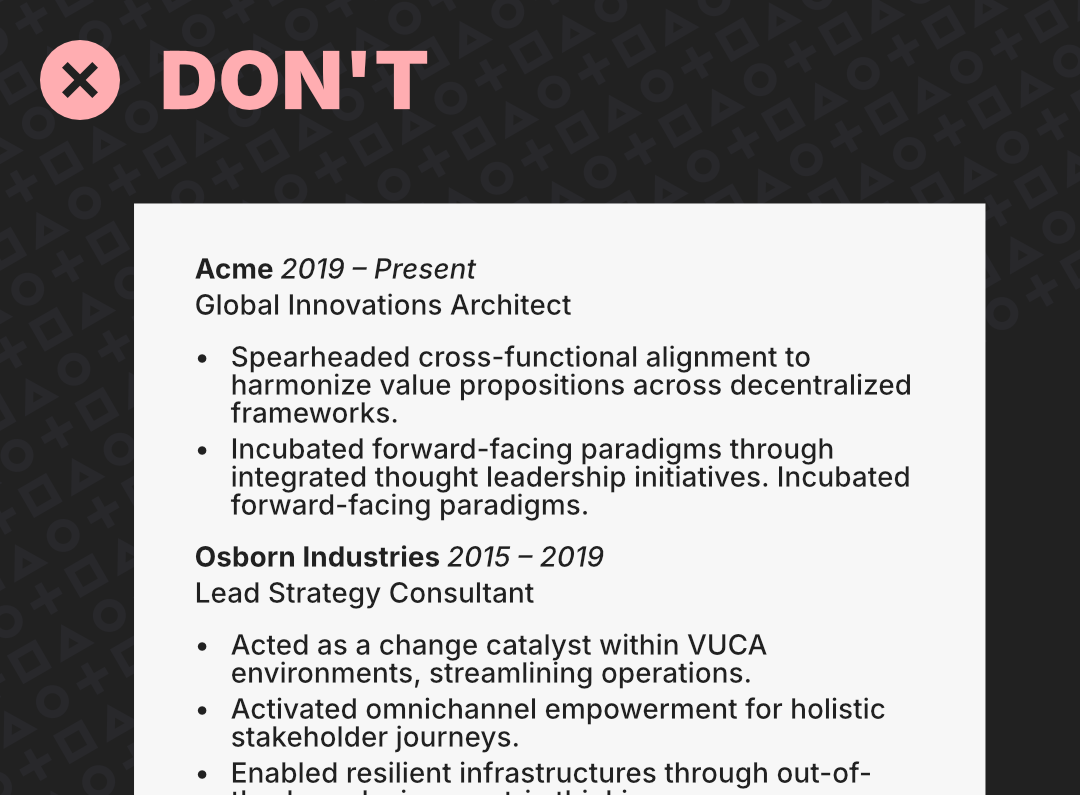 DON'T
Acme 2019 – Present
Global Innovations Architect
• Spearheaded cross-functional alignment to
harmonize value propositions across decentralized
frameworks.
• Incubated forward-facing paradigms through
integrated thought leadership initiatives. Incubated
forward-facing paradigms.
Osborn Industries 2015 – 2019
Lead Strategy Consultant
• Acted as a change catalyst within VUCA
environments, streamlining operations.
• Activated omnichannel empowerment for holistic
stakeholder journeys.
• Enabled resilient infrastructures through out-of-